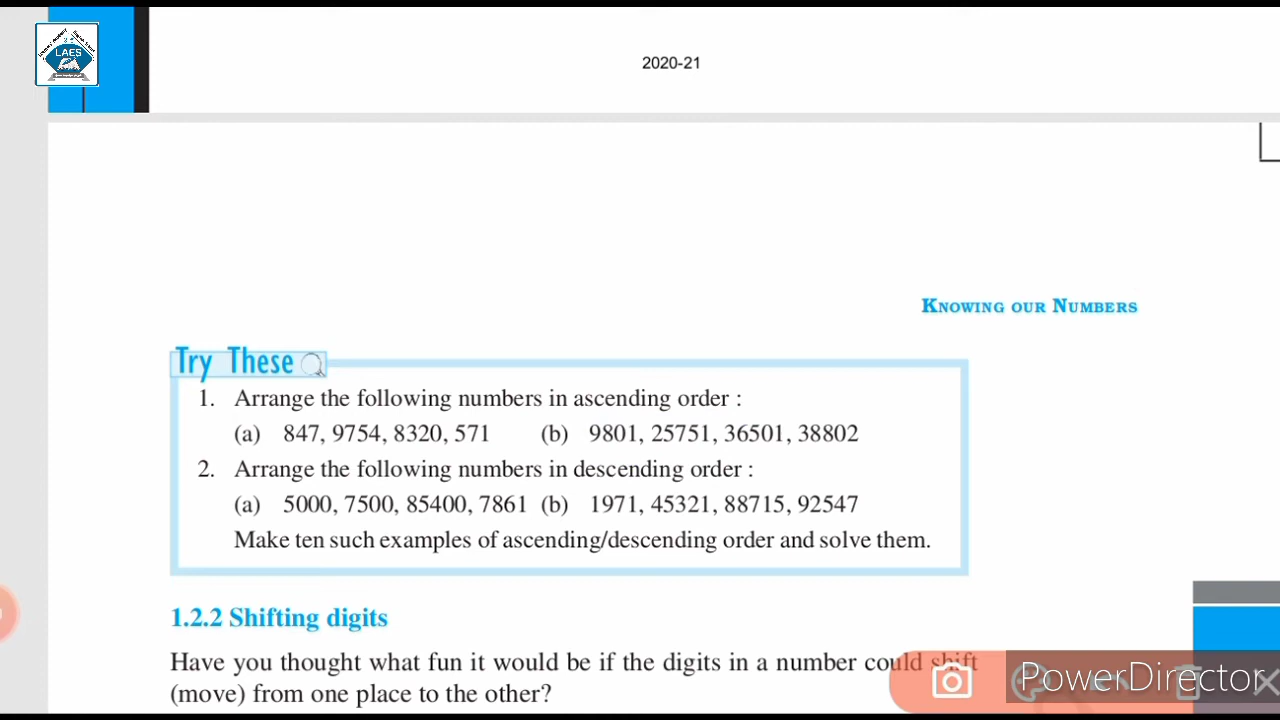 LAES
2020-21
KNOWING OUR NUMBERS
Try These
1. Arrange the following numbers in ascending order :
(a) 847, 9754, 8320, 571 (b) 9801, 25751, 36501, 38802
2. Arrange the following numbers in descending order :
(a) 5000, 7500, 85400, 7861 (b) 1971, 45321, 88715, 92547
Make ten such examples of ascending/descending order and solve them.
1.2.2 Shifting digits
Have you thought what fun it would be if the digits in a number could shift
(move) from one place to the other?
PowerDirector